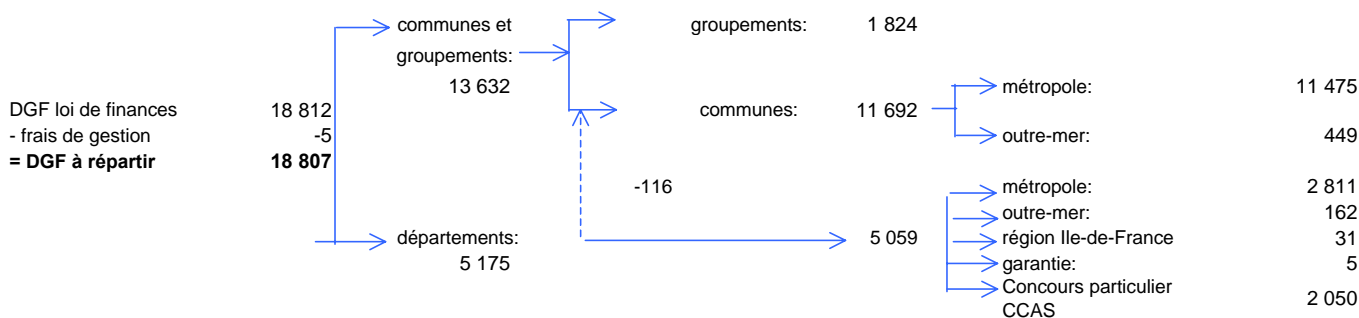 communes et groupements: 1 824
groupements:
13 632 métropole: 11 475
DGF loi de finances 18 812 communes: 11 692
- frais de gestion -5 outre-mer: 449
= DGF à répartir 18 807
-116 métropole: 2 811
outre-mer: 162
départements: 5 059 région Ile-de-France 31
5 175 garantie: 5
Concours particulier
CCAS 2 050